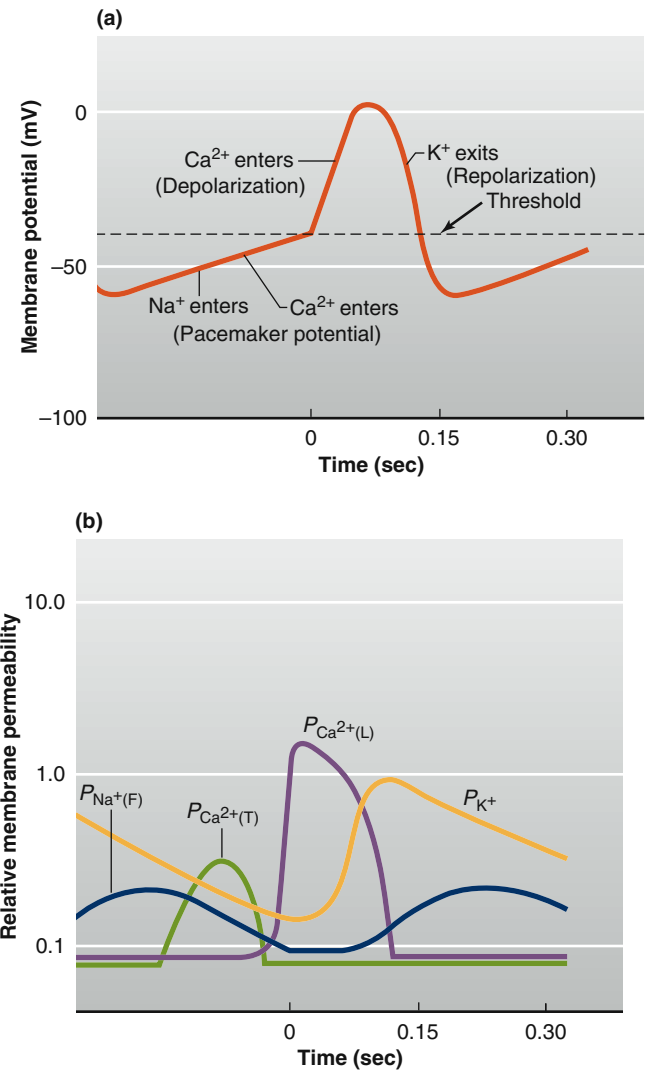 (a)
Membrane potential (mV)
0
–50
–100
Ca2+ enters
(Depolarization)
K+ exits
(Repolarization)
Threshold
Na+ enters
Ca2+ enters
(Pacemaker potential)
0
0.15
0.30
Time (sec)
(b)
Relative membrane permeability
10.0
1.0
0.1
PCa2+(L)
PNa+(F)
PCa2+(T)
PK+
0
0.15
0.30
Time (sec)